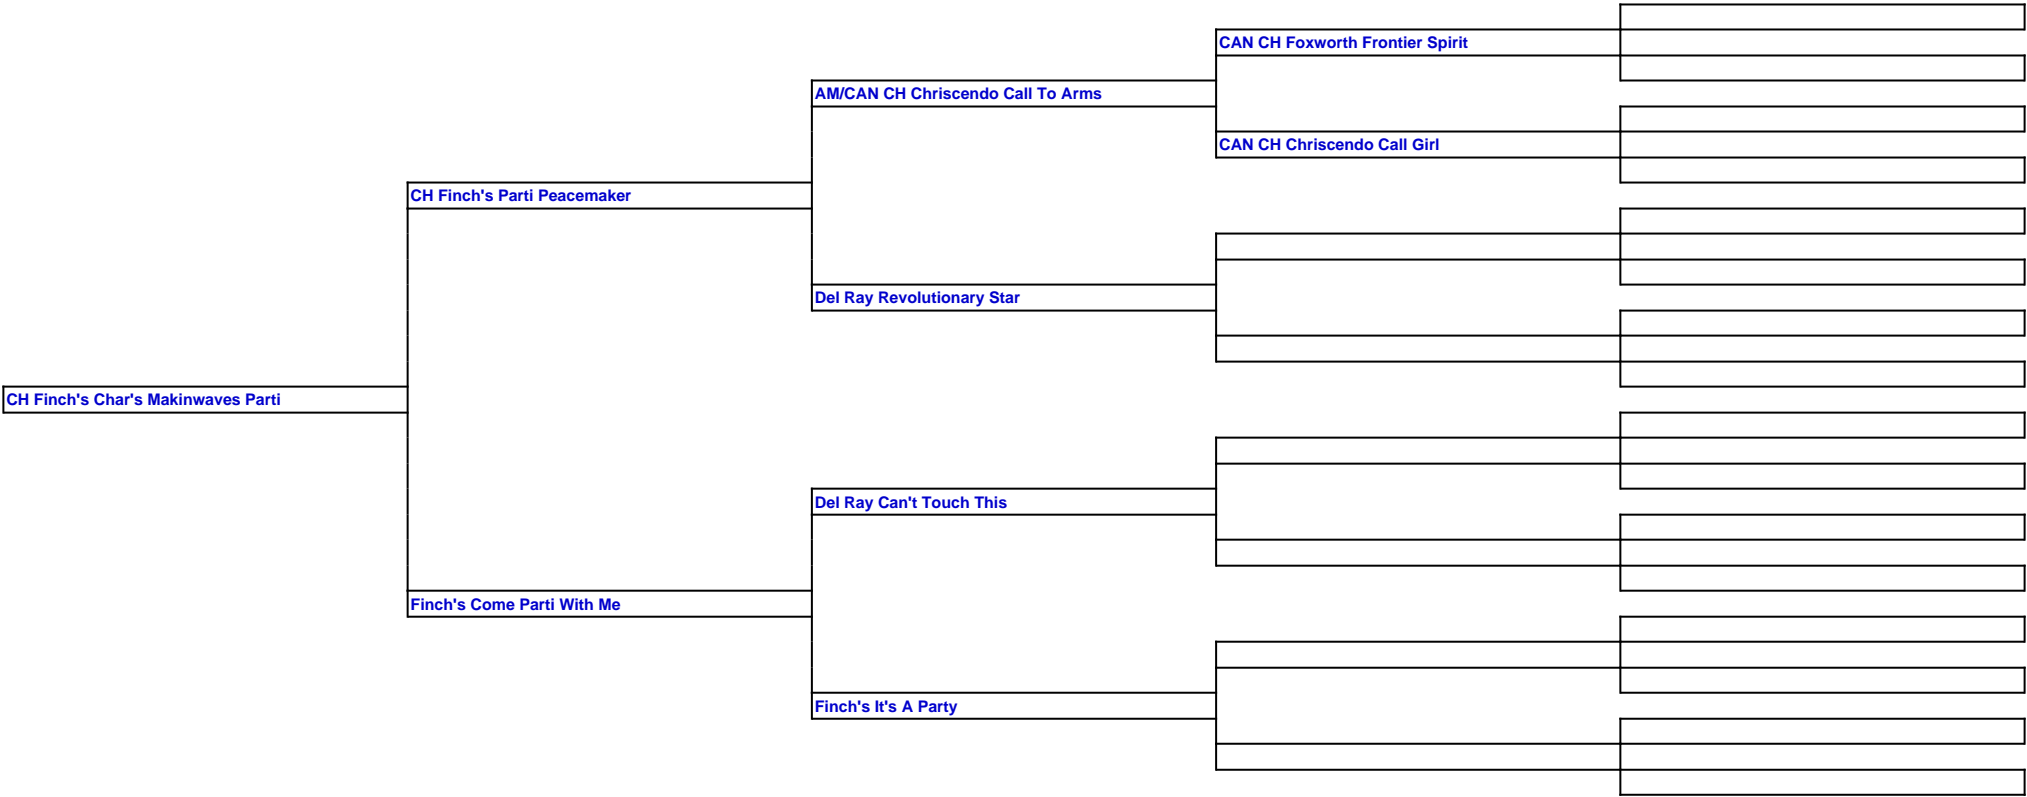 CAN CH Foxworth Frontier Spirit
AM/CAN CH Chriscendo Call To Arms
CAN CH Chriscendo Call Girl
CH Finch's Parti Peacemaker
Del Ray Revolutionary Star
CH Finch's Char's Makinwaves Parti
Del Ray Can't Touch This
Finch's Come Parti With Me
Finch's It's A Party